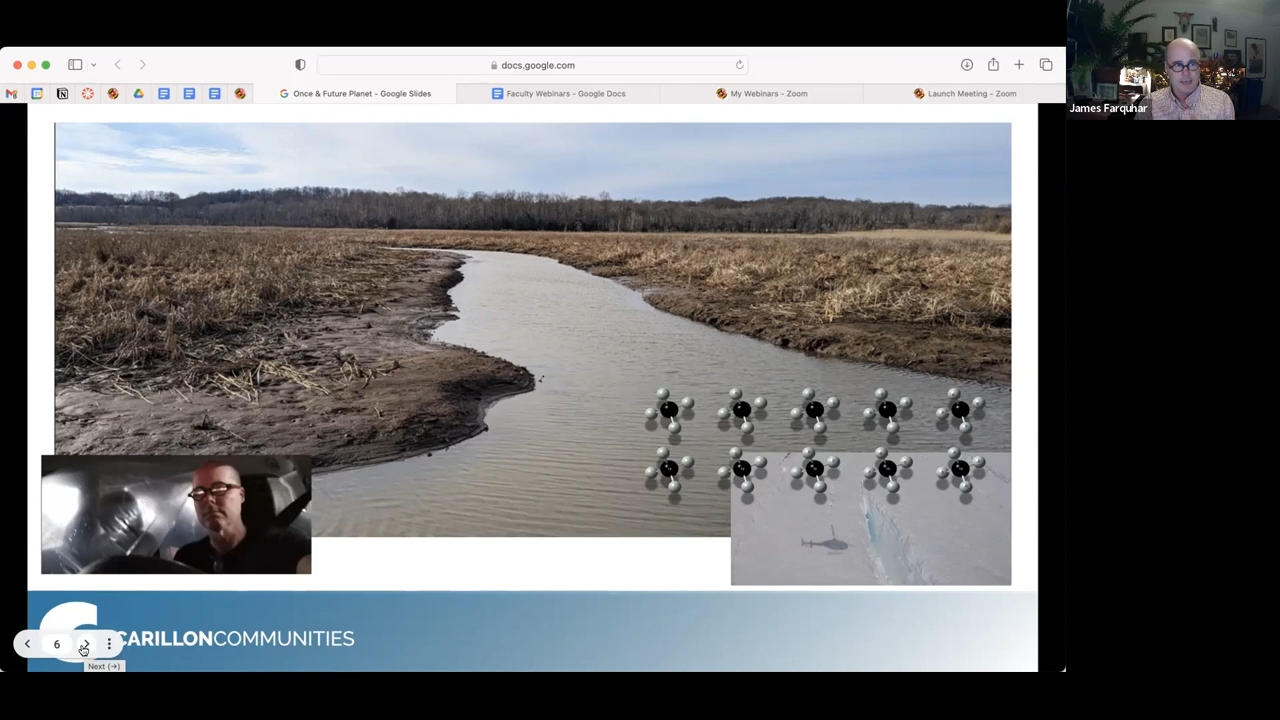 docs.google.com
Once & Future Planet - Google Slides
Faculty Webinars - Google Docs
My Webinars - Zoom
Launch Meeting - Zoom
James Farquhar
6
CARILLONCOMMUNITIES
Next (→)